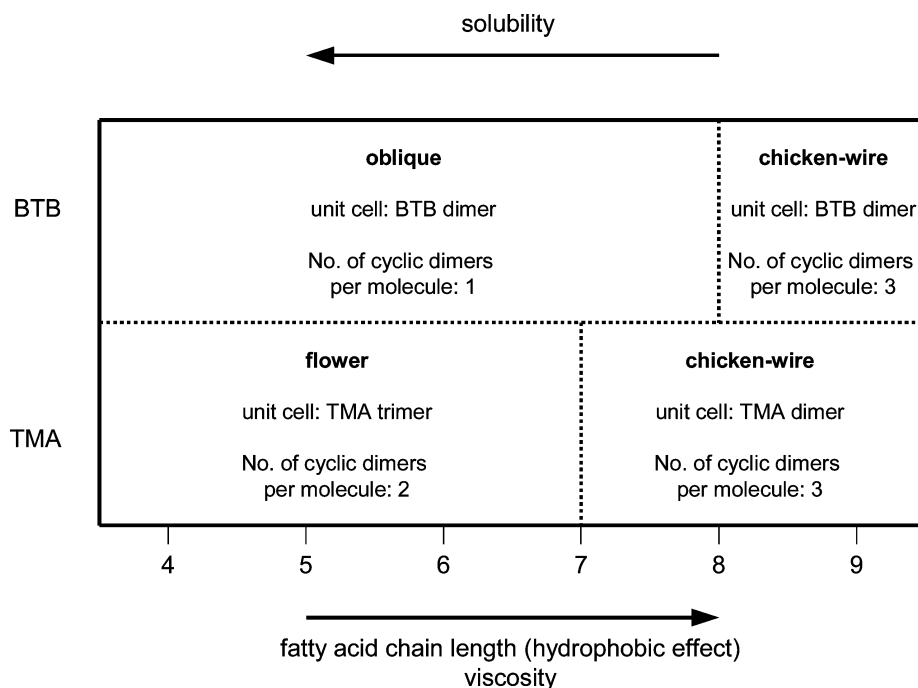 solubility
BTB
oblique
unit cell: BTB dimer
No. of cyclic dimers
per molecule: 1
chicken-wire
unit cell: BTB dimer
No. of cyclic dimers
per molecule: 3
TMA
flower
unit cell: TMA trimer
No. of cyclic dimers
per molecule: 2
chicken-wire
unit cell: TMA dimer
No. of cyclic dimers
per molecule: 3
4 5 6 7 8 9
fatty acid chain length (hydrophobic effect)
viscosity